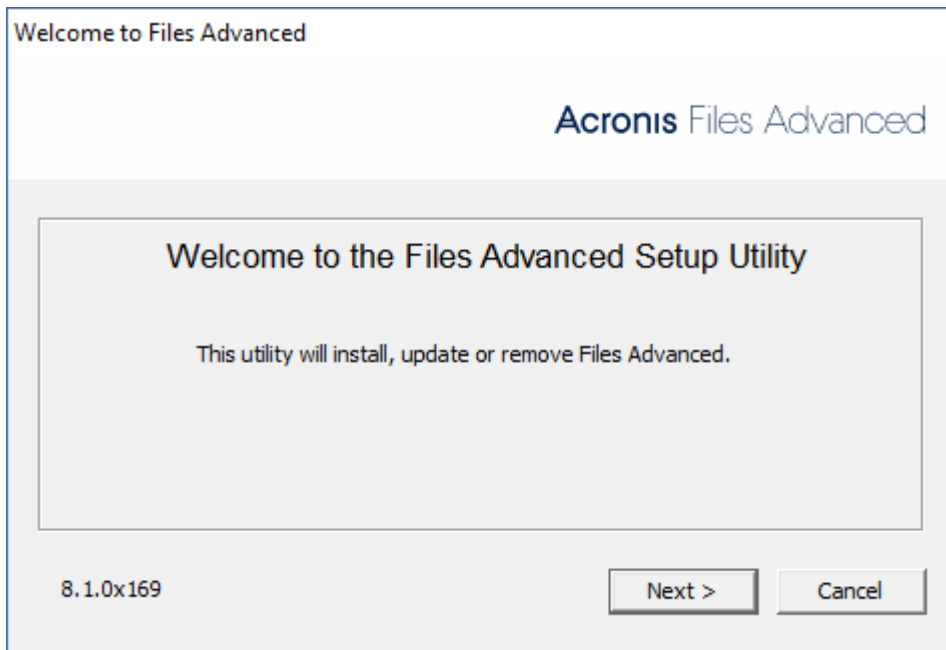 Welcome to Files Advanced
Acronis Files Advanced
Welcome to the Files Advanced Setup Utility
This utility will install, update or remove Files Advanced.
8.1.0x169
Next >
Cancel